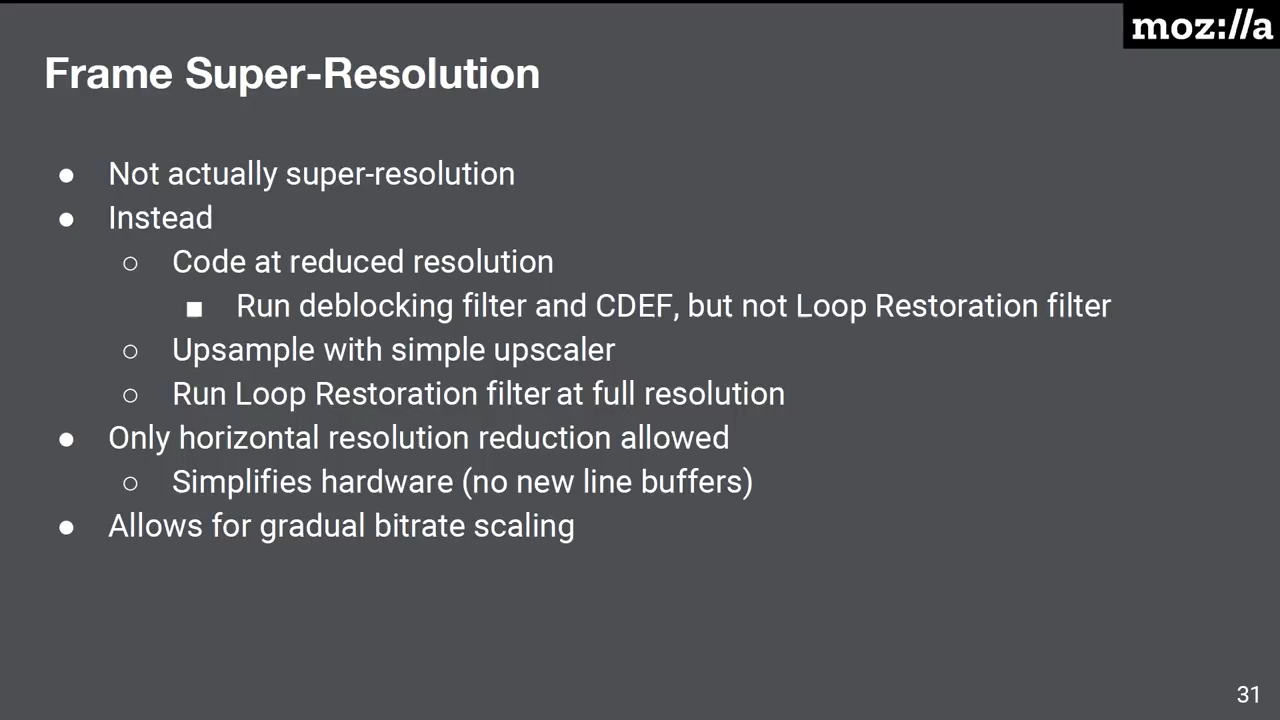 moz://a
Frame Super-Resolution
● Not actually super-resolution
● Instead
○ Code at reduced resolution
■ Run deblocking filter and CDEF, but not Loop Restoration filter
○ Upsample with simple upscaler
○ Run Loop Restoration filter at full resolution
● Only horizontal resolution reduction allowed
○ Simplifies hardware (no new line buffers)
● Allows for gradual bitrate scaling
31